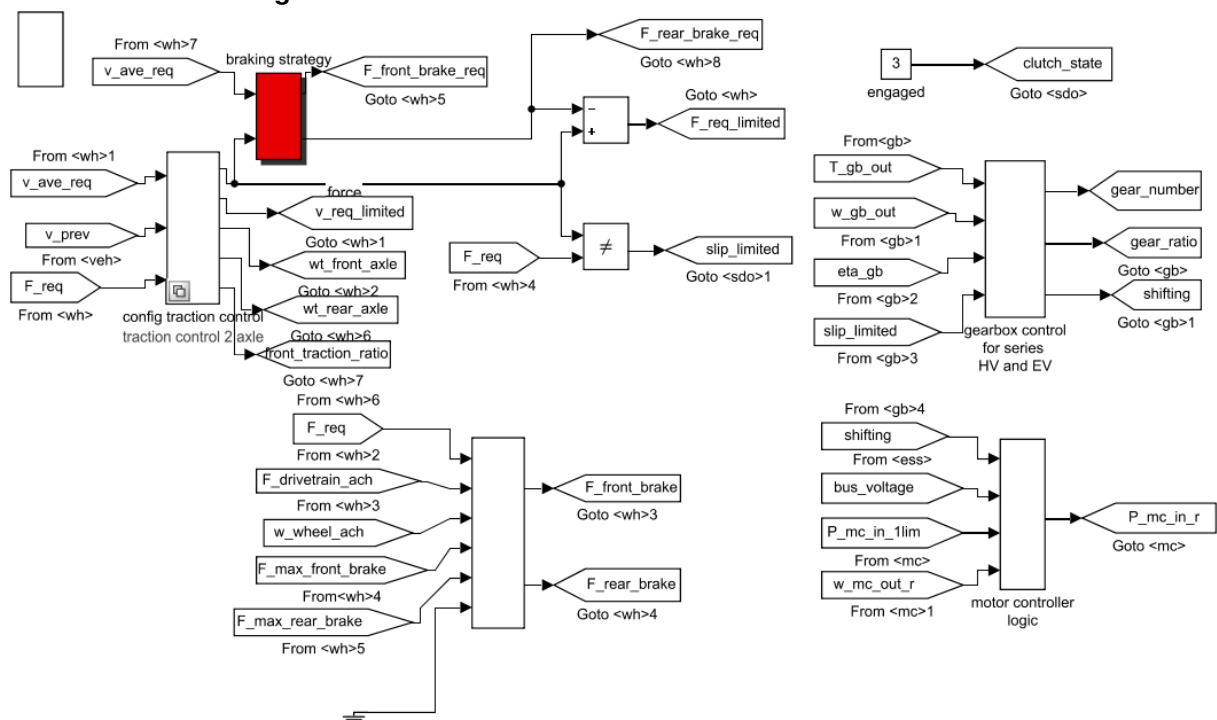 From <wh>7
v_ave_req
braking strategy
F_front_brake_req
Goto <wh>5
F_rear_brake_req
Goto <wh>8
Goto <wh>
−
+
F_req_limited
3
engaged
clutch_state
Goto <sdo>
From <wh>1
v_ave_req
v_prev
From <veh>
F_req
From <wh>
config traction control
traction control 2 axle
force
v_req_limited
Goto <wh>1
wt_front_axle
Goto <wh>2
wt_rear_axle
Goto <wh>6
front_traction_ratio
Goto <wh>7
F_req
From <wh>4
≠
slip_limited
Goto <sdo>1
From<gb>
T_gb_out
w_gb_out
From <gb>1
eta_gb
From <gb>2
slip_limited
From <gb>3
gearbox control
for series
HV and EV
gear_number
gear_ratio
Goto <gb>
shifting
Goto <gb>1
From <wh>6
F_req
From <wh>2
F_drivetrain_ach
From <wh>3
w_wheel_ach
F_max_front_brake
From<wh>4
F_max_rear_brake
From <wh>5
F_front_brake
Goto <wh>3
F_rear_brake
Goto <wh>4
From <gb>4
shifting
From <ess>
bus_voltage
P_mc_in_1lim
From <mc>
w_mc_out_r
From <mc>1
motor controller
logic
P_mc_in_r
Goto <mc>